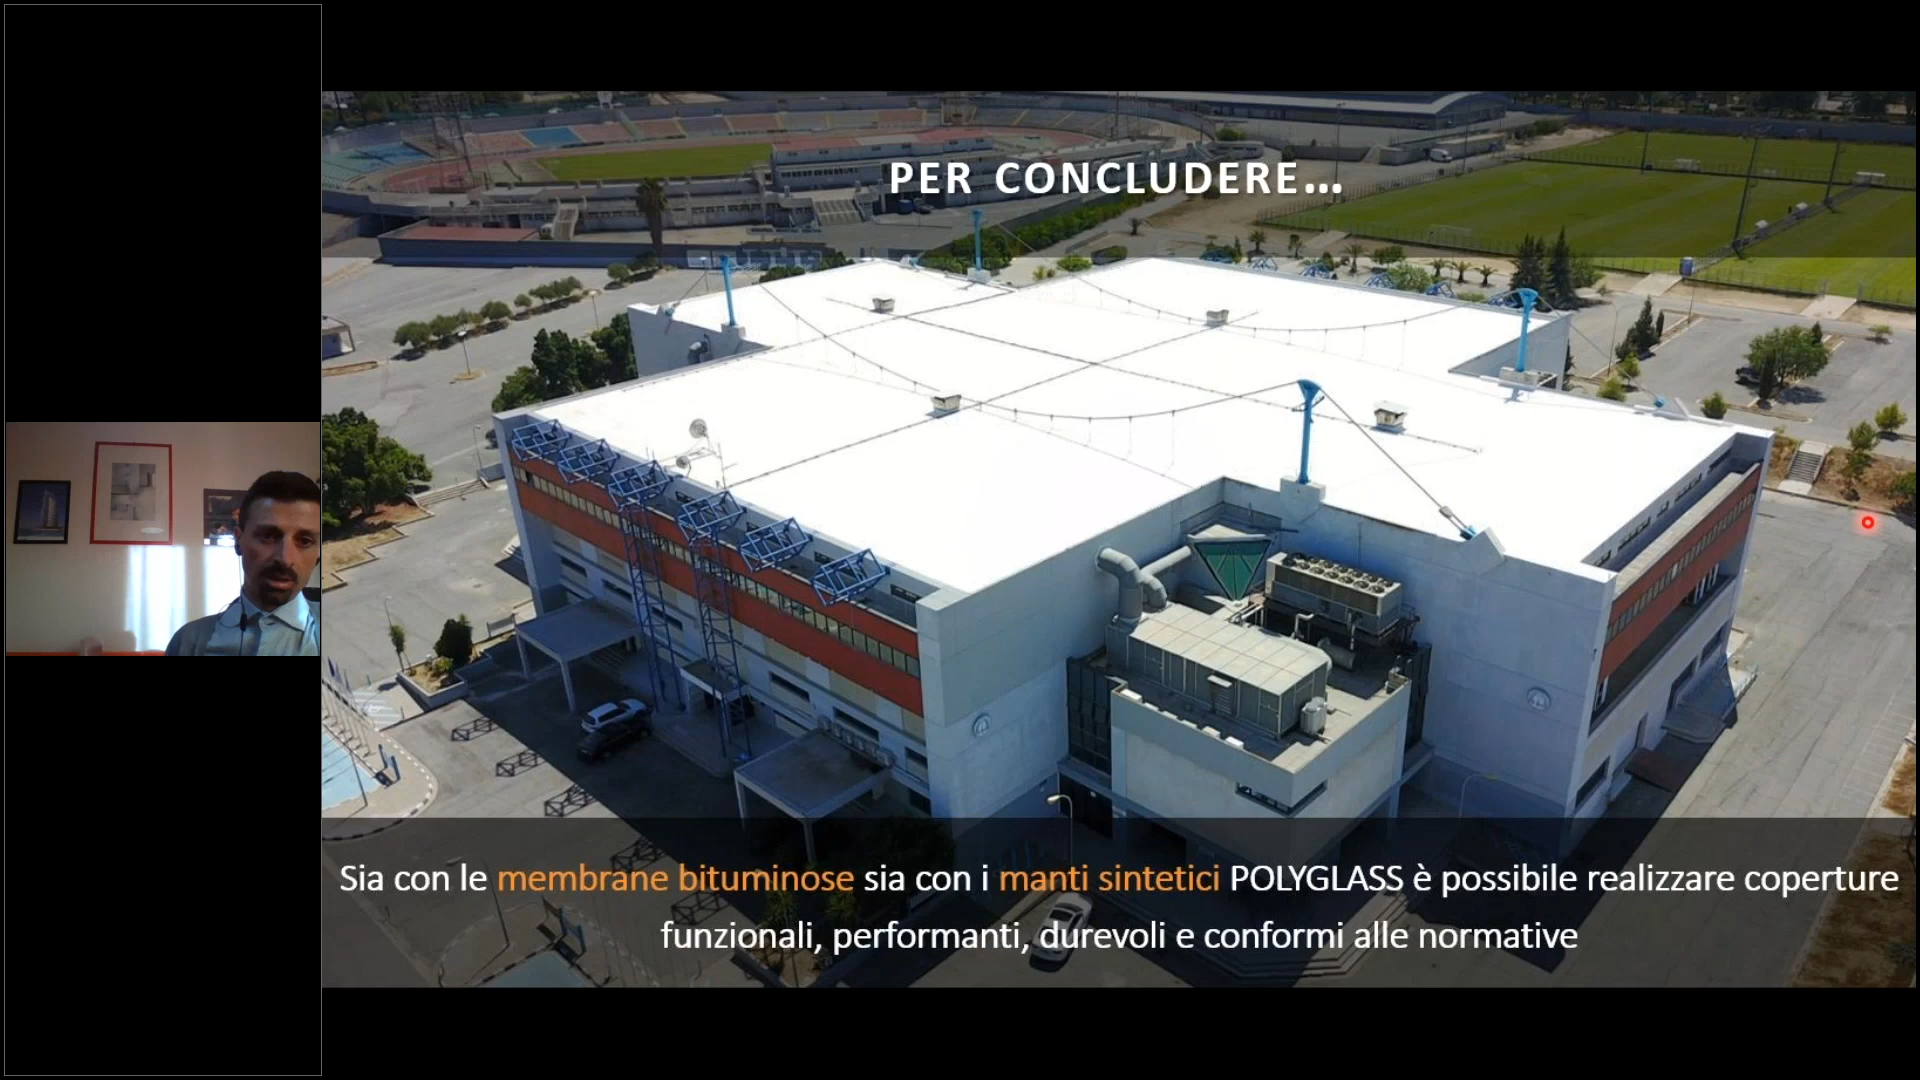 PER CONCLUDERE...
Sia con le membrane bituminose sia con i manti sintetici POLYGLASS è possibile realizzare coperture
funzionali, performanti, durevoli e conformi alle normative